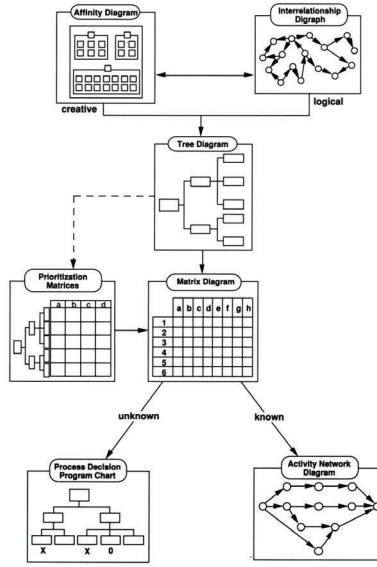 Affinity Diagram
Interrelationship
Digraph
creative
logical
Tree Diagram
Prioritization
Matrices
a b c d
Matrix Diagram
a b c d e f g h
1
2
3
4
5
6
unknown
known
Process Decision
Program Chart
X X O
Activity Network
Diagram